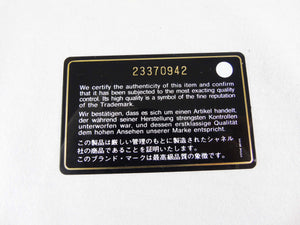 23370942
We certify the authenticity of this item and confirm
that it has been subjected to the most exacting quality
control. Its high quality is a symbol of the fine reputation
of the Trademark.
Wir bestätigen, dass es sich um einen Artikel handelt,
der während seiner Herstellung strengsten Kontrollen
unterworfen war, und dessen erstklassige Qualität
dem hohen Ansehen unserer Marke entspricht.
この製品は厳しい管理のもとに製造されたシャネル
社の商品であることを証明いたします。
このブランド・マークは最高級品質の象徴です。